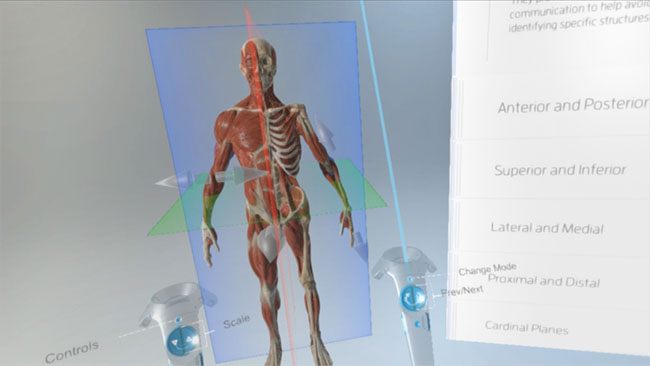 communication to help avoid
identifying specific structures
Anterior and Posterior
Superior and Inferior
Lateral and Medial
Change Mode
Proximal and Distal
Prev/Next
Scale
Cardinal Planes
Controls